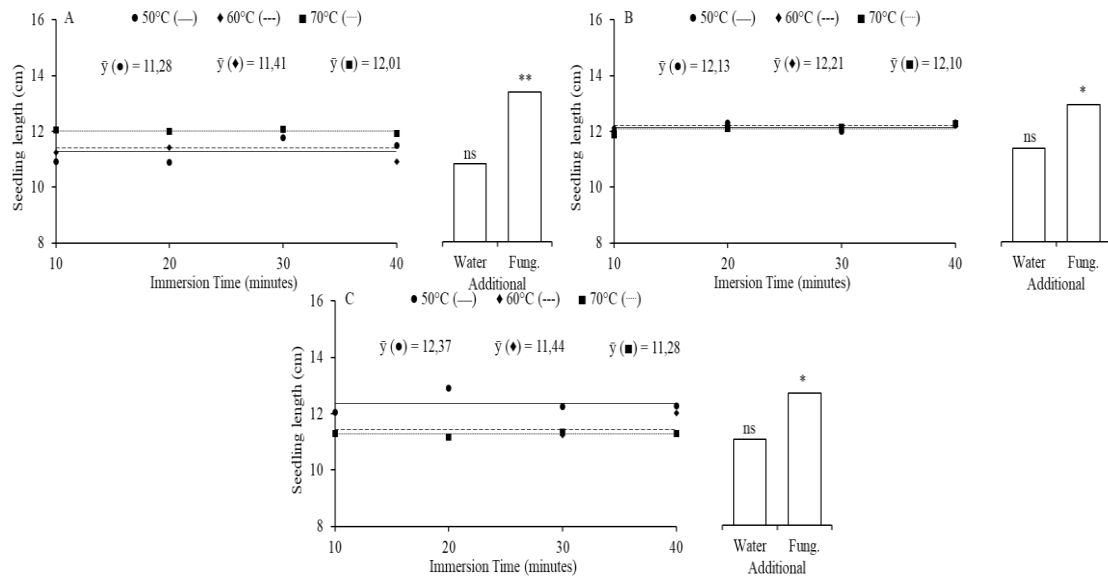 A
16
● 50°C (—) ♦ 60°C (---) ■ 70°C (····)
ȳ (●) = 11,28 ȳ (♦) = 11,41 ȳ (■) = 12,01
Seedling length (cm)
14
12
10
8
10 20 30 40
Immersion Time (minutes)
ns
**
Water Fung.
Additional
B
16
● 50°C (—) ♦ 60°C (---) ■ 70°C (····)
ȳ (●) = 12,13 ȳ (♦) = 12,21 ȳ (■) = 12,10
Seedling length (cm)
14
12
10
8
10 20 30 40
Imersion Time (minutes)
ns
*
Water Fung.
Additional
C
16
● 50°C (—) ♦ 60°C (---) ■ 70°C (····)
ȳ (●) = 12,37 ȳ (♦) = 11,44 ȳ (■) = 11,28
Seedling length (cm)
14
12
10
8
10 20 30 40
Immersion Time (minutes)
ns
*
Water Fung.
Additional